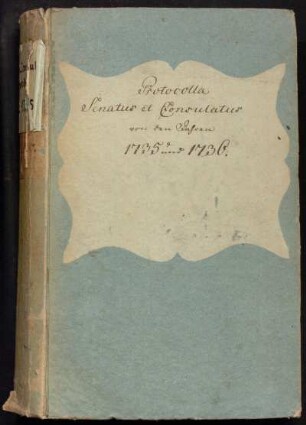 Protocolla
Senatus et Consulatus
von den Jahren
1735 und 1736.